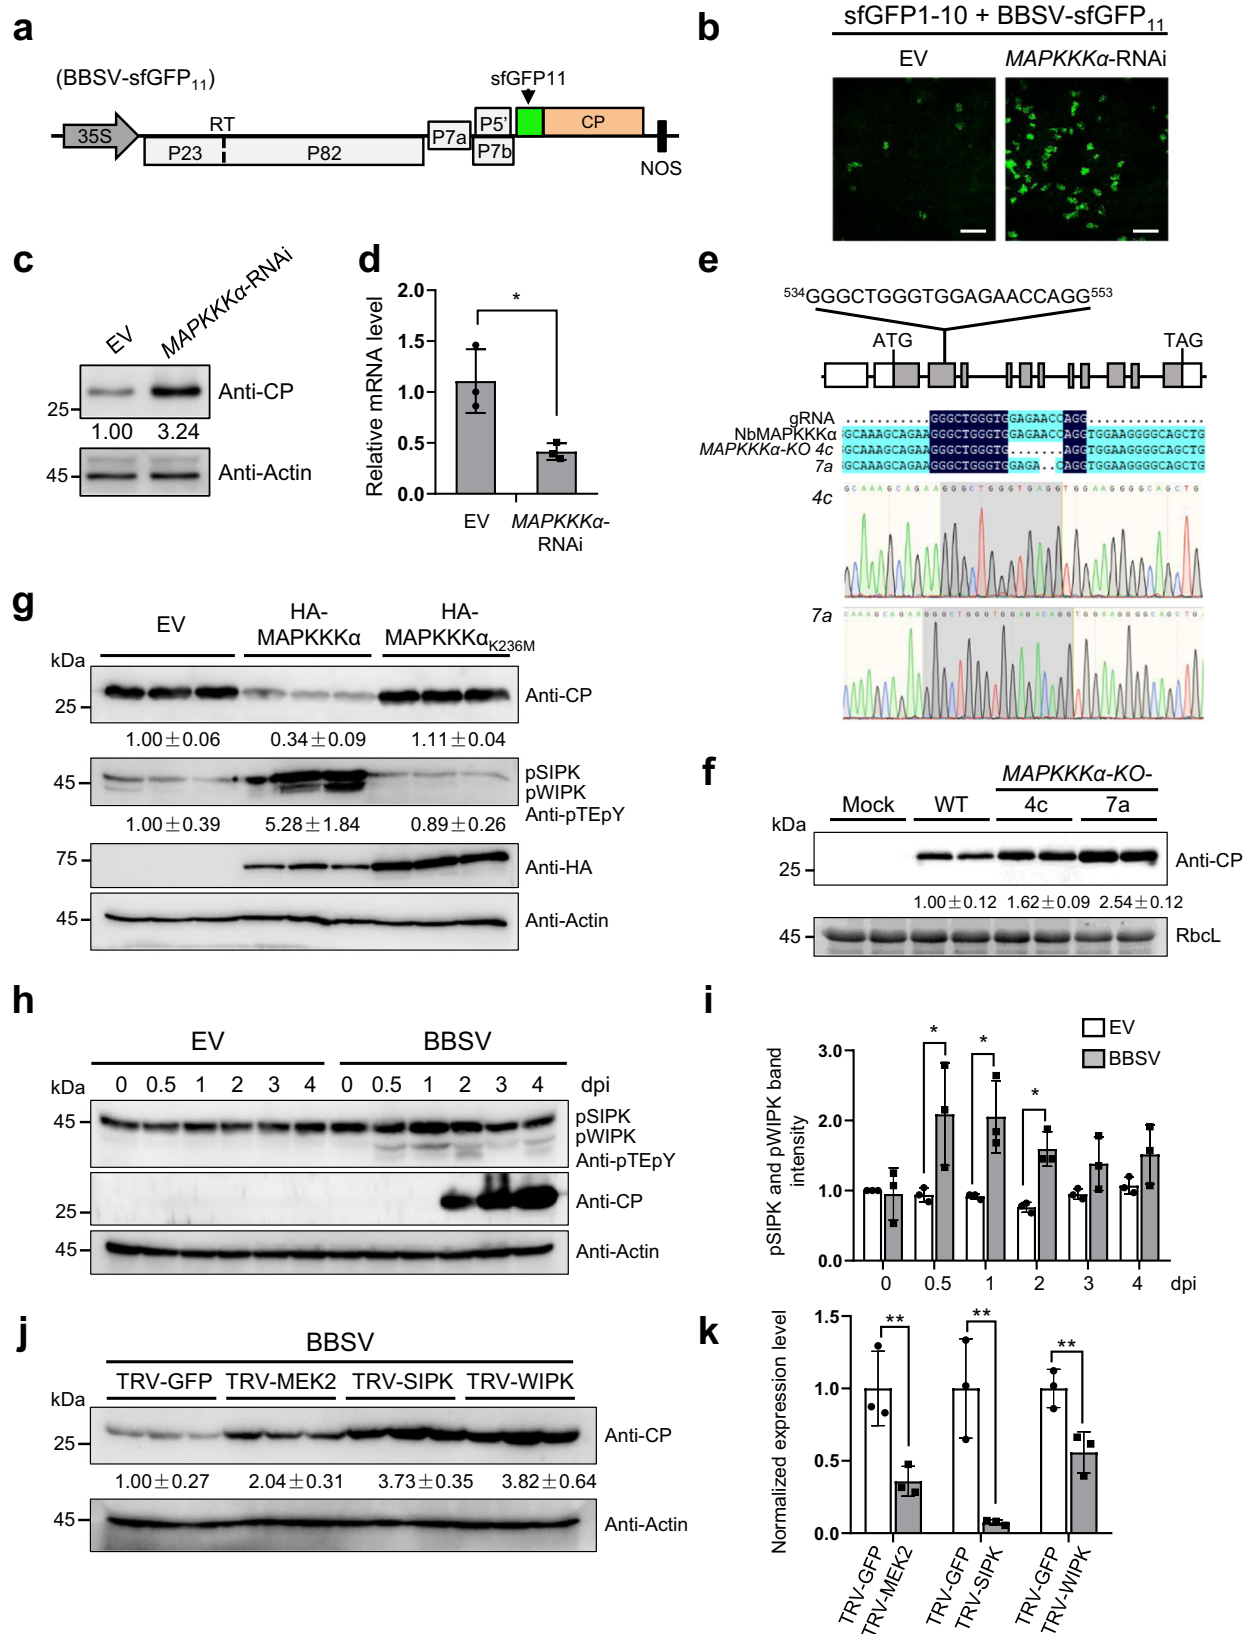 a
(BBSV-sfGFP11)
sfGFP11
35S
RT
P23
P82
P7a
P5'
P7b
CP
NOS
b
sfGFP1-10 + BBSV-sfGFP11
EV
MAPKKKα-RNAi
c
EV
MAPKKKα-RNAi
Anti-CP
25
1.00
3.24
45
Anti-Actin
d
Relative mRNA level
2.0
1.5
1.0
0.5
0.0
*
EV
MAPKKKα-
RNAi
e
534GGGCTGGGTGGAGAACCAGG553
ATG
TAG
gRNA
GGGCTGGGTGGAGAACCAGG
NbMAPKKKα
GCAAAGCAGAAGGGCTGGGTGGAGAACCAGGTGGAAGGGGCAGCTG
MAPKKKα-KO 4c
GCAAAGCAGAAGGGCTGGGTG.......AGGTGGAAGGGGCAGCTG
7a
GCAAAGCAGAAGGGCTGGGTGGAGA..CAGGTGGAAGGGGCAGCTG
4c
GCAAAGCAGAAGGGCTGGGTGAGGTGGAAGGGGCAGCTG
7a
CAAAGCAGAAGGGCTGGGTGGAGACAGGTGGAAGGGGCAGCTG
f
MAPKKKα-KO-
Mock
WT
4c
7a
kDa
25
Anti-CP
1.00±0.12
1.62±0.09
2.54±0.12
45
RbcL
g
EV
HA-
MAPKKKα
HA-
MAPKKKαK236M
kDa
25
Anti-CP
1.00±0.06
0.34±0.09
1.11±0.04
45
pSIPK
pWIPK
Anti-pTEpY
1.00±0.39
5.28±1.84
0.89±0.26
75
Anti-HA
45
Anti-Actin
h
EV
BBSV
kDa
0 0.5 1 2 3 4 0 0.5 1 2 3 4 dpi
45
pSIPK
pWIPK
Anti-pTEpY
25
Anti-CP
45
Anti-Actin
i
EV
BBSV
pSIPK and pWIPK band
intensity
3.0
2.0
1.0
0.0
*
*
*
0 0.5 1 2 3 4 dpi
j
BBSV
TRV-GFP TRV-MEK2 TRV-SIPK TRV-WIPK
kDa
25
Anti-CP
1.00±0.27
2.04±0.31
3.73±0.35
3.82±0.64
45
Anti-Actin
k
Normalized expression level
1.5
1.0
0.5
0.0
**
**
**
TRV-GFP
TRV-MEK2
TRV-GFP
TRV-SIPK
TRV-GFP
TRV-WIPK